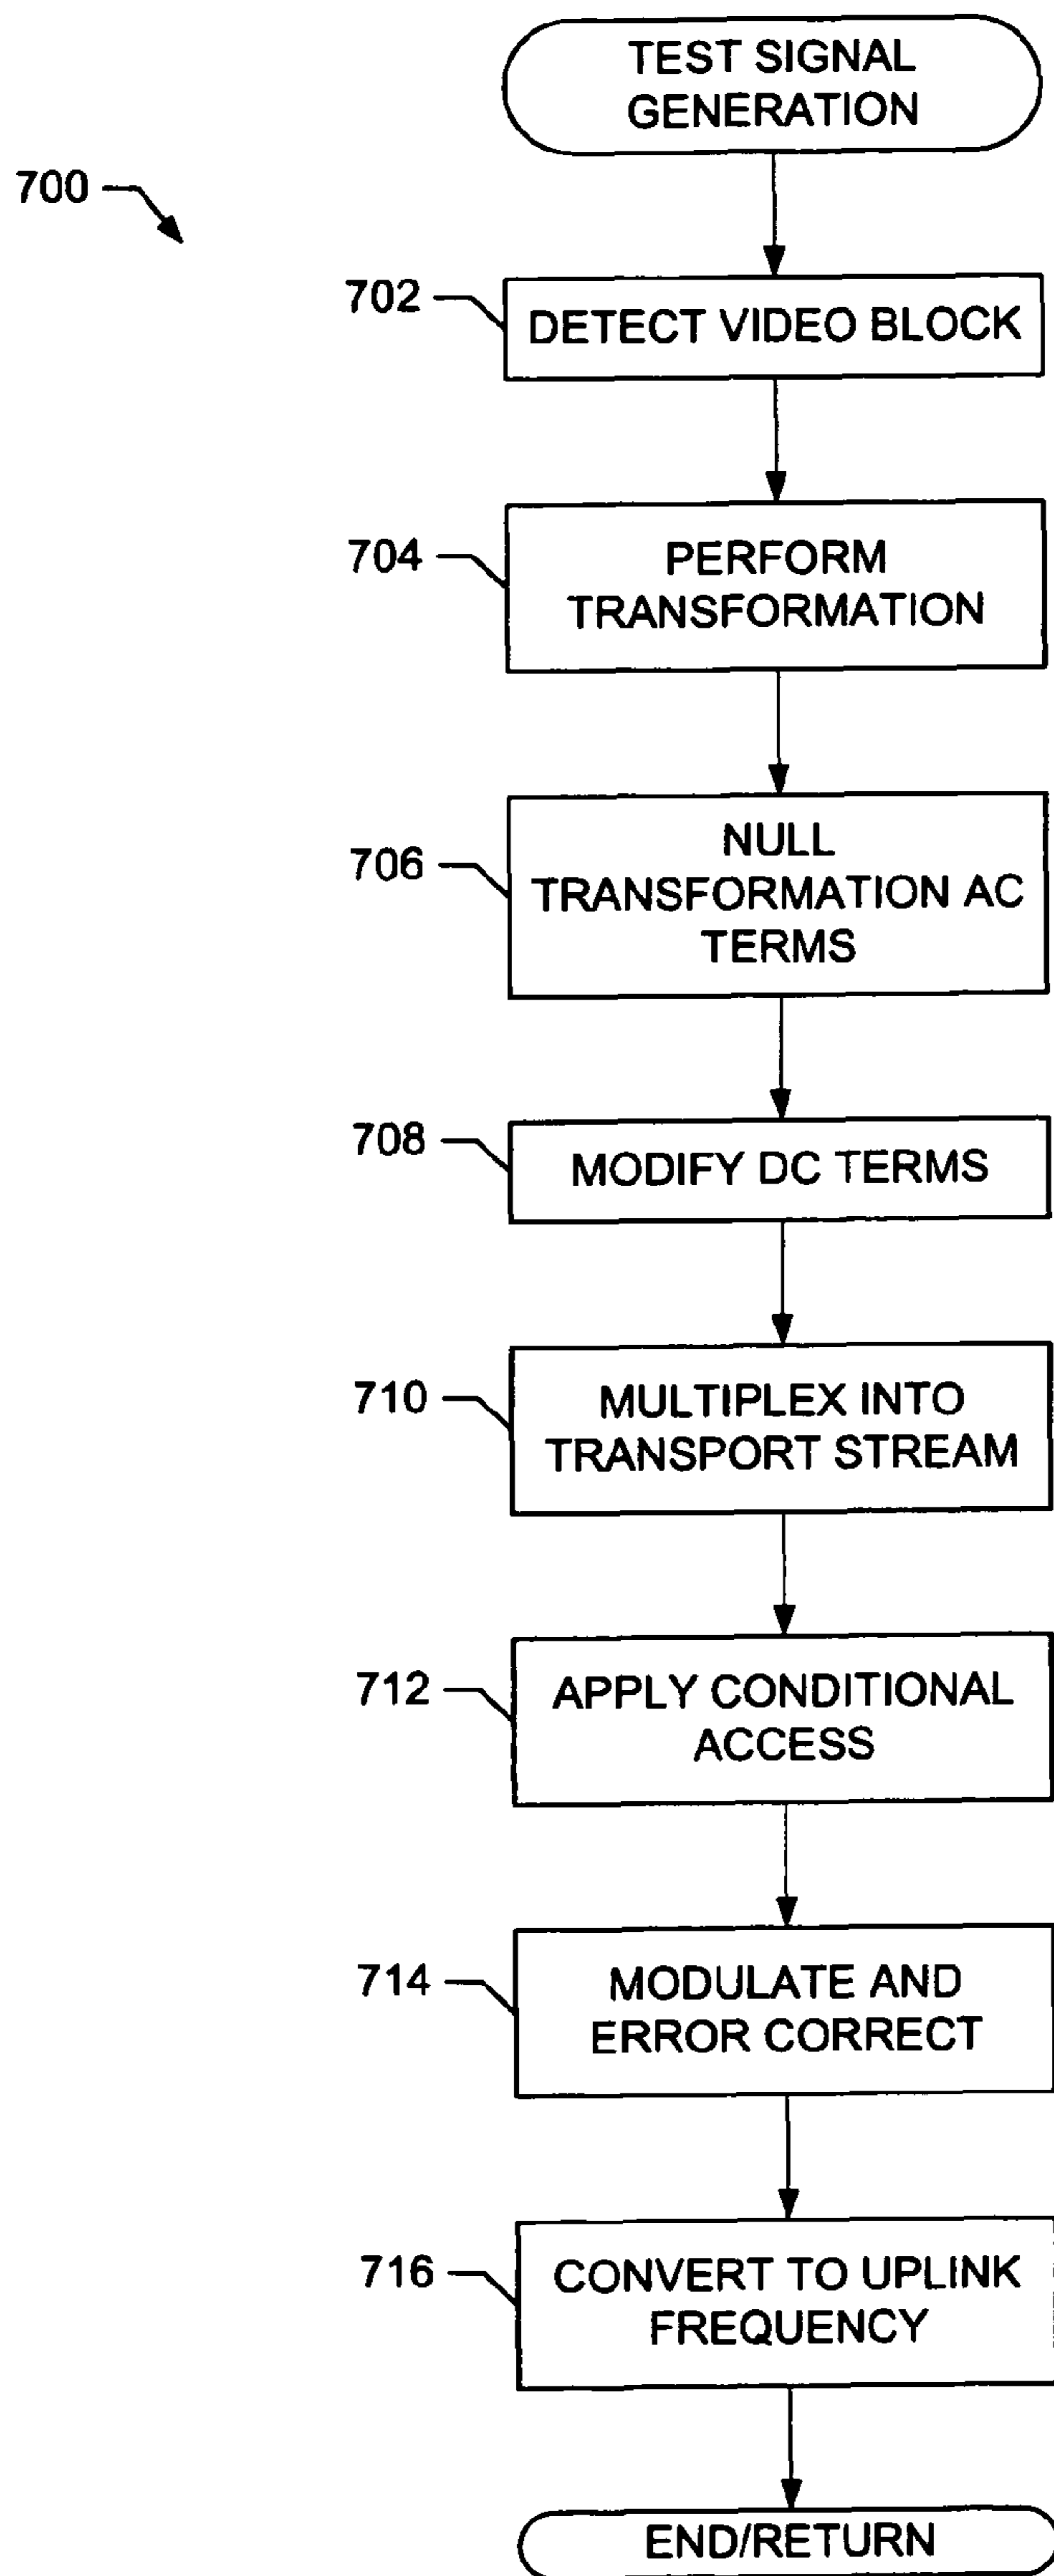 TEST SIGNAL
GENERATION
700
702
DETECT VIDEO BLOCK
704
PERFORM
TRANSFORMATION
706
NULL
TRANSFORMATION AC
TERMS
708
MODIFY DC TERMS
710
MULTIPLEX INTO
TRANSPORT STREAM
712
APPLY CONDITIONAL
ACCESS
714
MODULATE AND
ERROR CORRECT
716
CONVERT TO UPLINK
FREQUENCY
END/RETURN